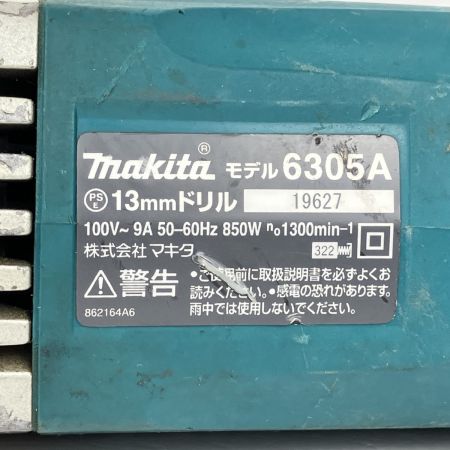 makita® モデル 6305A
PSE 13mmドリル 19627
100V~ 9A 50-60Hz 850W n₀1300min-1
株式会社 マキタ 322
警告 •ご使用前に取扱説明書を必ずよくお
読みください。•感電の恐れがあります。
雨中では使用しないでください。
862164A6